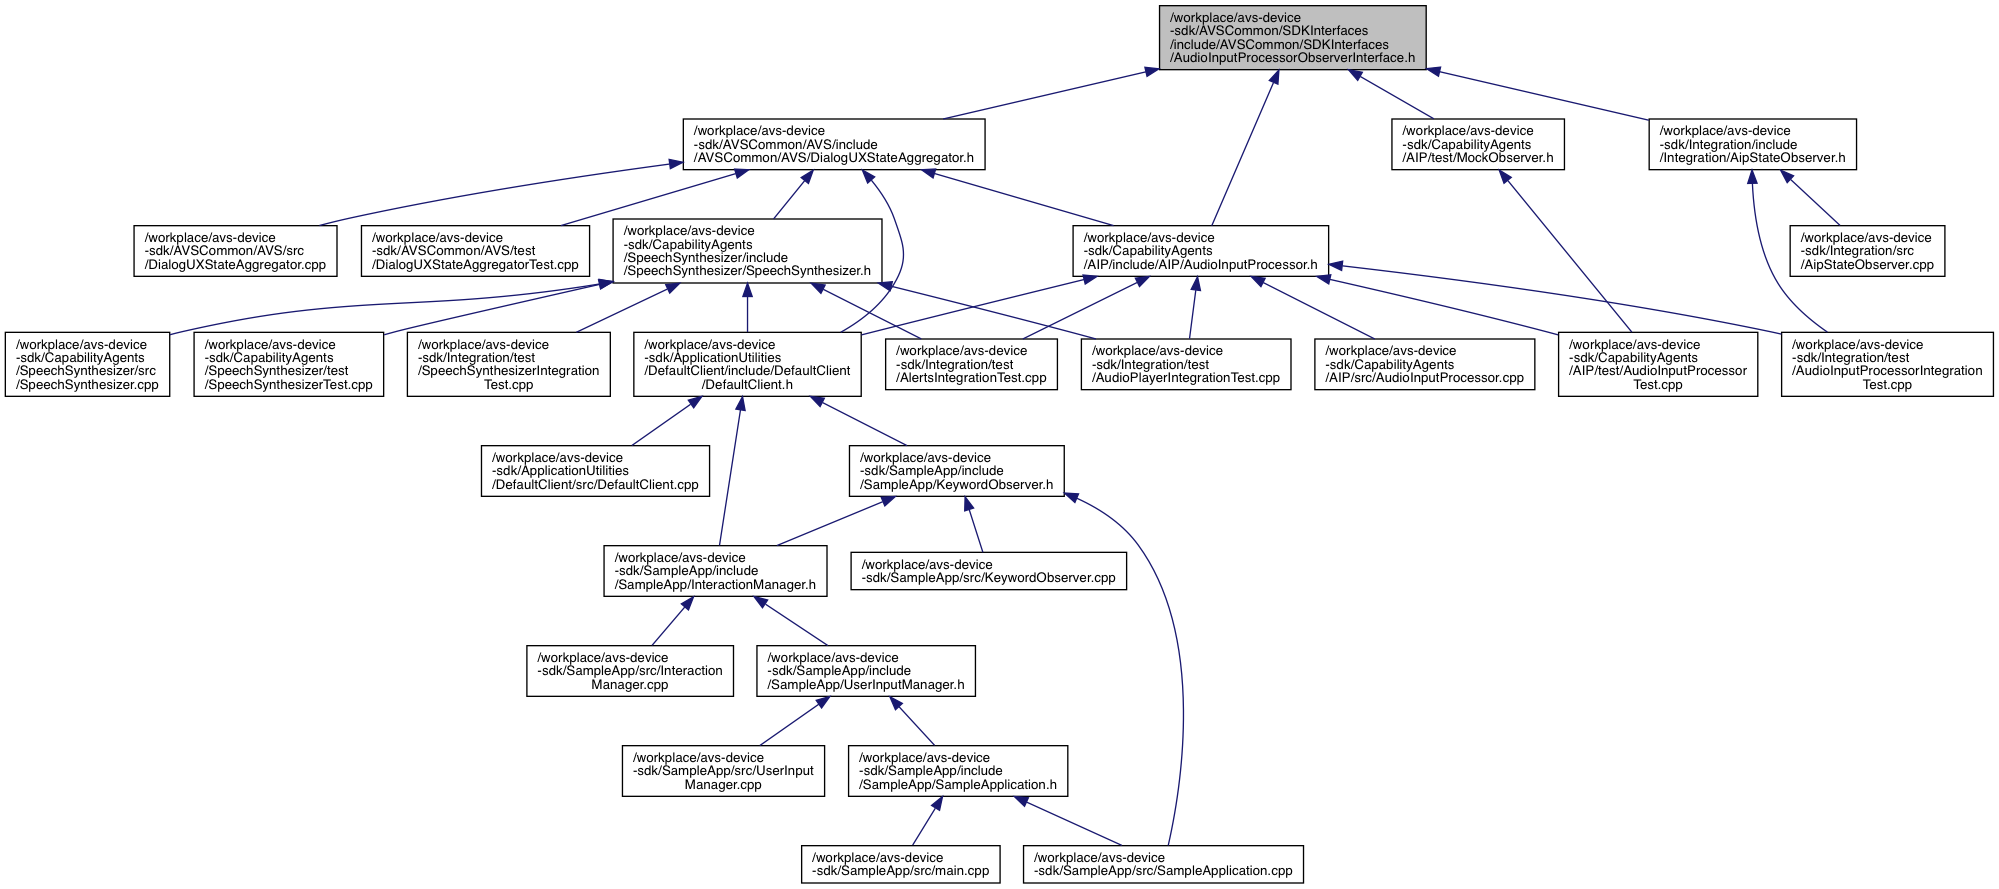 /workplace/avs-device
-sdk/AVSCommon/SDKInterfaces
/include/AVSCommon/SDKInterfaces
/AudioInputProcessorObserverInterface.h
/workplace/avs-device
-sdk/AVSCommon/AVS/include
/AVSCommon/AVS/DialogUXStateAggregator.h
/workplace/avs-device
-sdk/CapabilityAgents
/AIP/test/MockObserver.h
/workplace/avs-device
-sdk/Integration/include
/Integration/AipStateObserver.h
/workplace/avs-device
-sdk/AVSCommon/AVS/src
/DialogUXStateAggregator.cpp
/workplace/avs-device
-sdk/AVSCommon/AVS/test
/DialogUXStateAggregatorTest.cpp
/workplace/avs-device
-sdk/CapabilityAgents
/SpeechSynthesizer/include
/SpeechSynthesizer/SpeechSynthesizer.h
/workplace/avs-device
-sdk/CapabilityAgents
/AIP/include/AIP/AudioInputProcessor.h
/workplace/avs-device
-sdk/Integration/src
/AipStateObserver.cpp
/workplace/avs-device
-sdk/CapabilityAgents
/SpeechSynthesizer/src
/SpeechSynthesizer.cpp
/workplace/avs-device
-sdk/CapabilityAgents
/SpeechSynthesizer/test
/SpeechSynthesizerTest.cpp
/workplace/avs-device
-sdk/Integration/test
/SpeechSynthesizerIntegration
Test.cpp
/workplace/avs-device
-sdk/ApplicationUtilities
/DefaultClient/include/DefaultClient
/DefaultClient.h
/workplace/avs-device
-sdk/Integration/test
/AlertsIntegrationTest.cpp
/workplace/avs-device
-sdk/Integration/test
/AudioPlayerIntegrationTest.cpp
/workplace/avs-device
-sdk/CapabilityAgents
/AIP/src/AudioInputProcessor.cpp
/workplace/avs-device
-sdk/CapabilityAgents
/AIP/test/AudioInputProcessor
Test.cpp
/workplace/avs-device
-sdk/Integration/test
/AudioInputProcessorIntegration
Test.cpp
/workplace/avs-device
-sdk/ApplicationUtilities
/DefaultClient/src/DefaultClient.cpp
/workplace/avs-device
-sdk/SampleApp/include
/SampleApp/KeywordObserver.h
/workplace/avs-device
-sdk/SampleApp/include
/SampleApp/InteractionManager.h
/workplace/avs-device
-sdk/SampleApp/src/KeywordObserver.cpp
/workplace/avs-device
-sdk/SampleApp/src/Interaction
Manager.cpp
/workplace/avs-device
-sdk/SampleApp/include
/SampleApp/UserInputManager.h
/workplace/avs-device
-sdk/SampleApp/src/UserInput
Manager.cpp
/workplace/avs-device
-sdk/SampleApp/include
/SampleApp/SampleApplication.h
/workplace/avs-device
-sdk/SampleApp/src/main.cpp
/workplace/avs-device
-sdk/SampleApp/src/SampleApplication.cpp